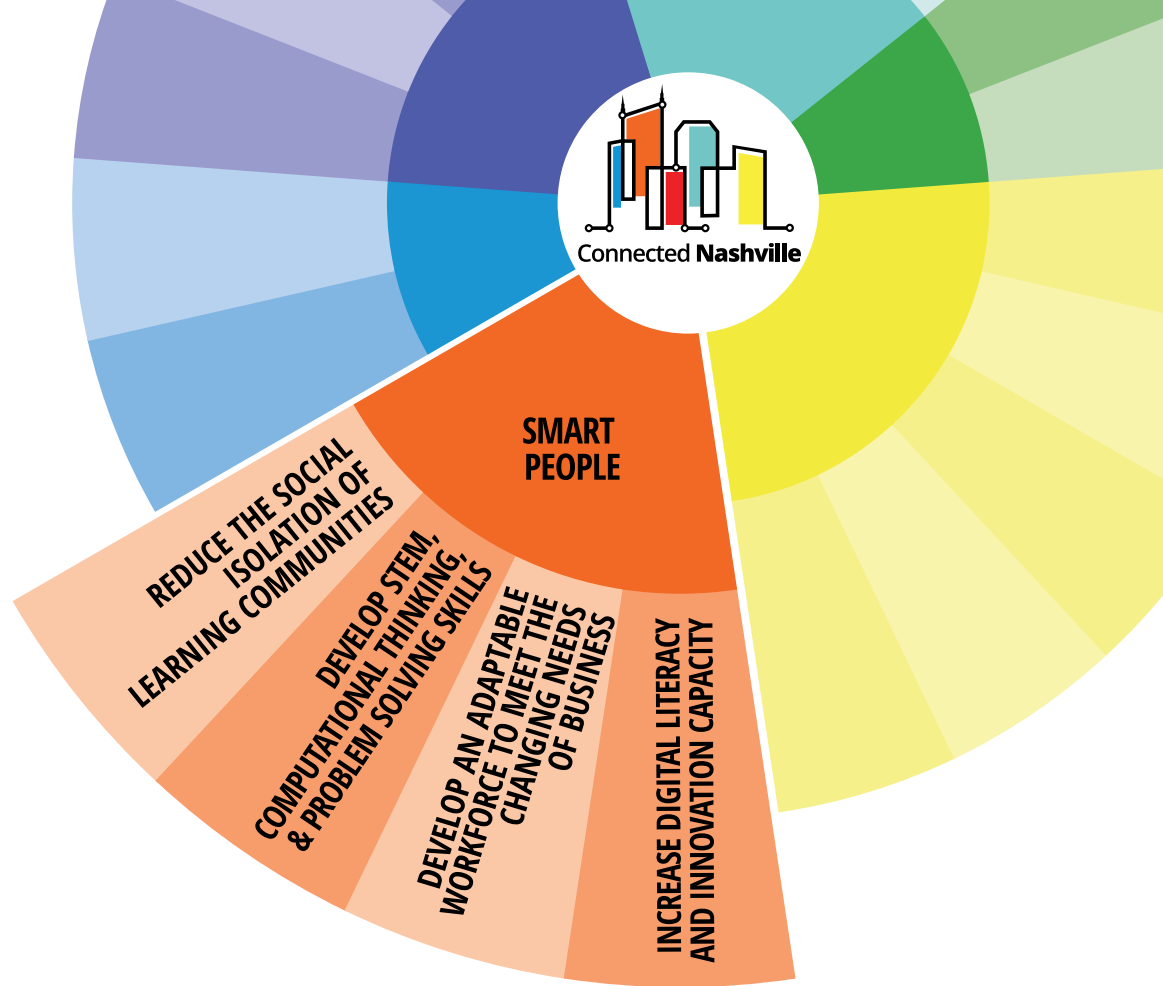 Connected Nashville
SMART
PEOPLE
REDUCE THE SOCIAL
ISOLATION OF
LEARNING COMMUNITIES
DEVELOP STEM,
COMPUTATIONAL THINKING,
& PROBLEM SOLVING SKILLS
DEVELOP AN ADAPTABLE
WORKFORCE TO MEET THE
CHANGING NEEDS
OF BUSINESS
INCREASE DIGITAL LITERACY
AND INNOVATION CAPACITY